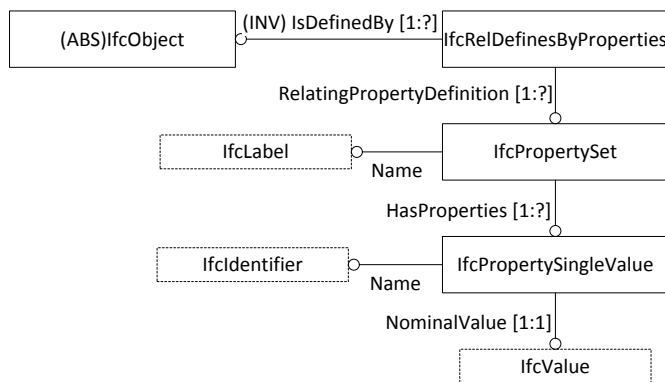 (ABS)IfcObject
(INV) IsDefinedBy [1:?]
IfcRelDefinesByProperties
RelatingPropertyDefinition [1:?]
IfcLabel
Name
IfcPropertySet
HasProperties [1:?]
IfcIdentifier
Name
IfcPropertySingleValue
NominalValue [1:1]
IfcValue